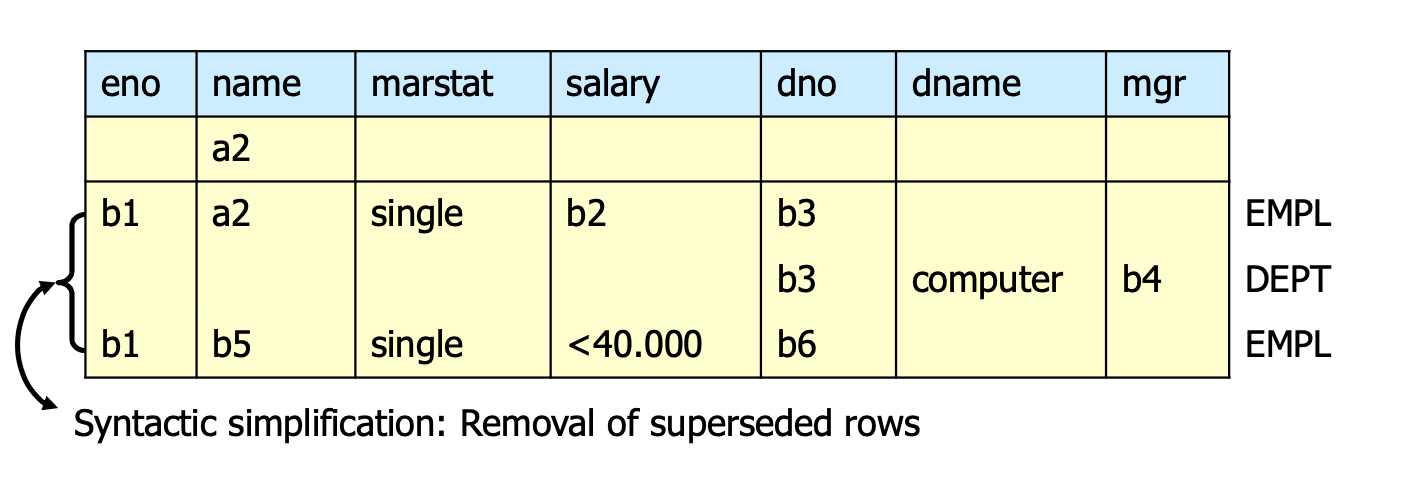 eno name marstat salary dno dname mgr
a2
b1 a2 single b2 b3 EMPL
b3 computer b4 DEPT
b1 b5 single <40.000 b6 EMPL
Syntactic simplification: Removal of superseded rows